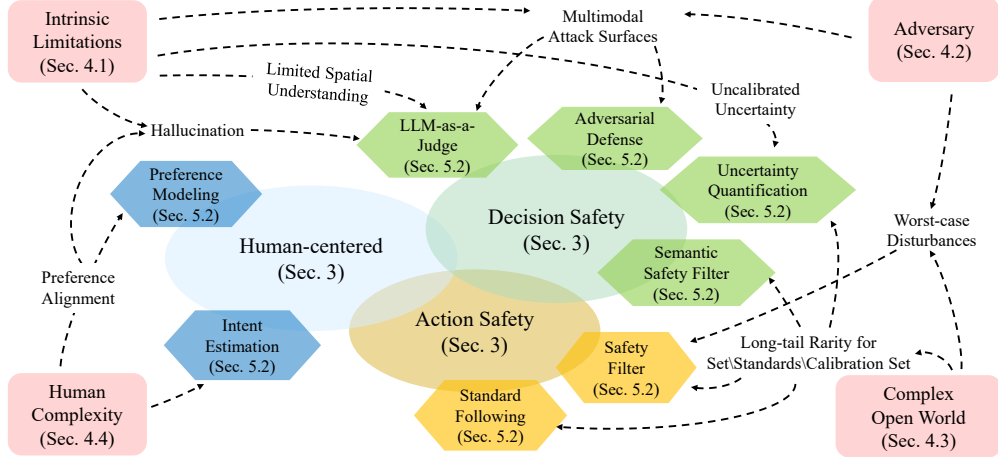 Intrinsic
Limitations
(Sec. 4.1)
Multimodal
Attack Surfaces
Adversary
(Sec. 4.2)
Limited Spatial
Understanding
Uncalibrated
Uncertainty
Hallucination
LLM-as-a-
Judge
(Sec. 5.2)
Adversarial
Defense
(Sec. 5.2)
Uncertainty
Quantification
(Sec. 5.2)
Preference
Modeling
(Sec. 5.2)
Human-centered
(Sec. 3)
Decision Safety
(Sec. 3)
Worst-case
Disturbances
Semantic
Safety Filter
(Sec. 5.2)
Preference
Alignment
Action Safety
(Sec. 3)
Intent
Estimation
(Sec. 5.2)
Safety
Filter
(Sec. 5.2)
Long-tail Rarity for
Set\Standards\Calibration Set
Human
Complexity
(Sec. 4.4)
Standard
Following
(Sec. 5.2)
Complex
Open World
(Sec. 4.3)